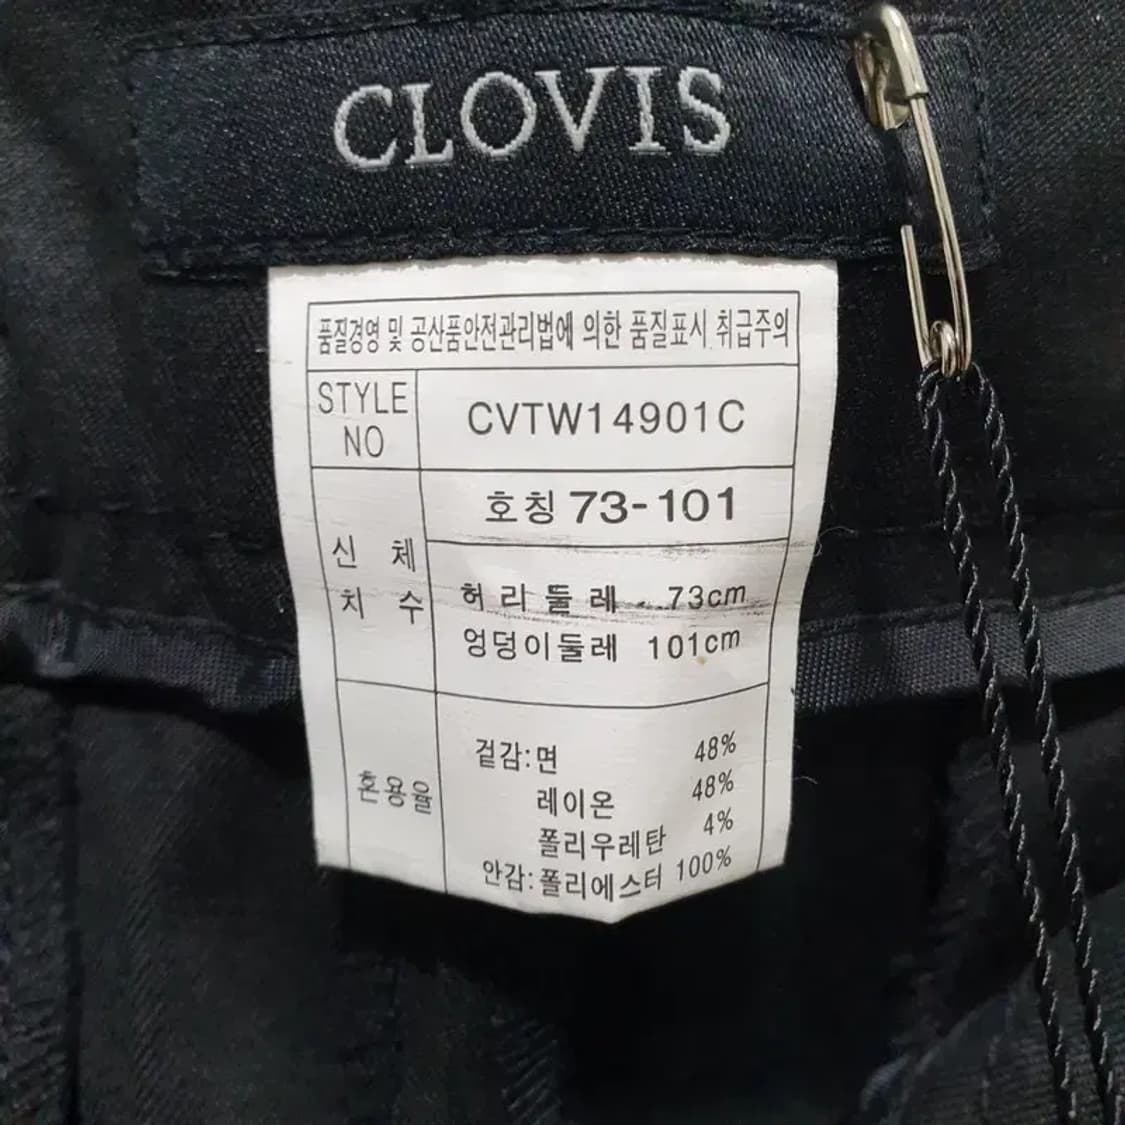 CLOVIS
품질경영 및 공산품안전관리법에 의한 품질표시 취급주의
STYLE NO CVTW14901C
호칭 73-101
신체 치수
허리둘레 73cm
엉덩이둘레 101cm
혼용율
겉감:면 48%
레이온 48%
폴리우레탄 4%
안감:폴리에스터 100%